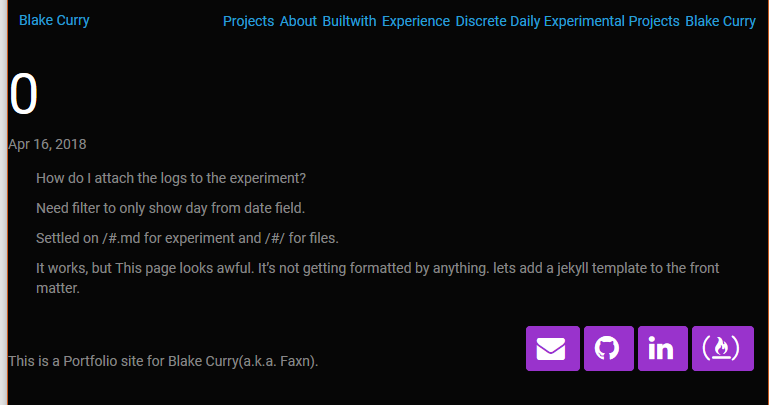 Blake Curry Projects About Builtwith Experience Discrete Daily Experimental Projects Blake Curry
0
Apr 16, 2018
How do I attach the logs to the experiment?
Need filter to only show day from date field.
Settled on /#.md for experiment and /#/ for files.
It works, but This page looks awful. It’s not getting formatted by anything. lets add a jekyll template to the front
matter.
This is a Portfolio site for Blake Curry(a.k.a. Faxn).
in